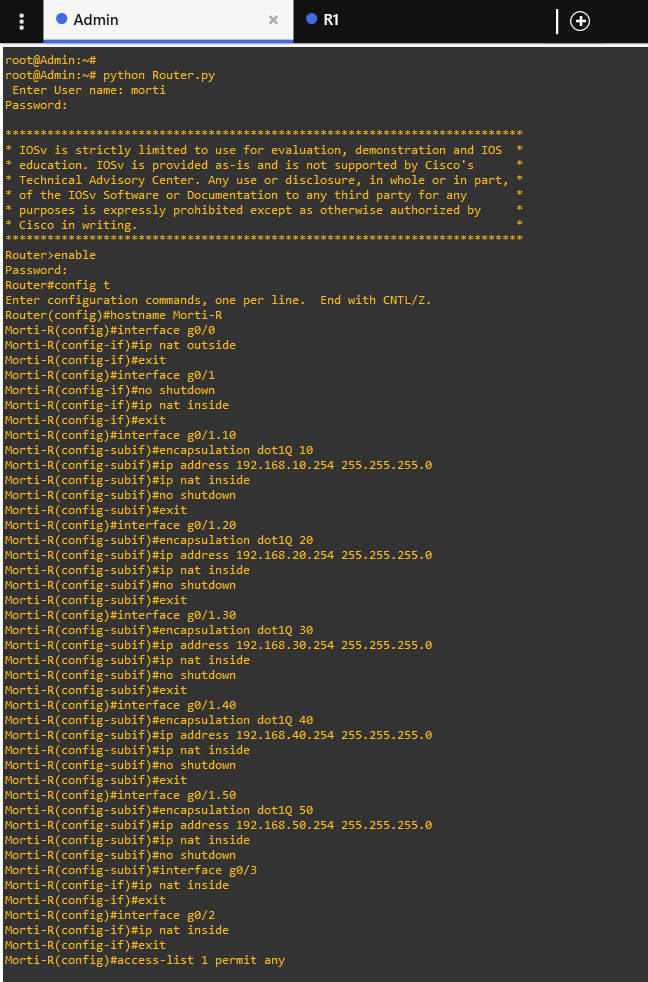 Admin
R1
root@Admin:~#
root@Admin:~# python Router.py
 Enter User name: morti
Password:
**************************************************************************
* IOSv is strictly limited to use for evaluation, demonstration and IOS  *
* education. IOSv is provided as-is and is not supported by Cisco's      *
* Technical Advisory Center. Any use or disclosure, in whole or in part, *
* of the IOSv Software or Documentation to any third party for any       *
* purposes is expressly prohibited except as otherwise authorized by     *
* Cisco in writing.                                                      *
**************************************************************************
Router>enable
Password:
Router#config t
Enter configuration commands, one per line.  End with CNTL/Z.
Router(config)#hostname Morti-R
Morti-R(config)#interface g0/0
Morti-R(config-if)#ip nat outside
Morti-R(config-if)#exit
Morti-R(config)#interface g0/1
Morti-R(config-if)#no shutdown
Morti-R(config-if)#ip nat inside
Morti-R(config-if)#exit
Morti-R(config)#interface g0/1.10
Morti-R(config-subif)#encapsulation dot1Q 10
Morti-R(config-subif)#ip address 192.168.10.254 255.255.255.0
Morti-R(config-subif)#ip nat inside
Morti-R(config-subif)#no shutdown
Morti-R(config-subif)#exit
Morti-R(config)#interface g0/1.20
Morti-R(config-subif)#encapsulation dot1Q 20
Morti-R(config-subif)#ip address 192.168.20.254 255.255.255.0
Morti-R(config-subif)#ip nat inside
Morti-R(config-subif)#no shutdown
Morti-R(config-subif)#exit
Morti-R(config)#interface g0/1.30
Morti-R(config-subif)#encapsulation dot1Q 30
Morti-R(config-subif)#ip address 192.168.30.254 255.255.255.0
Morti-R(config-subif)#ip nat inside
Morti-R(config-subif)#no shutdown
Morti-R(config-subif)#exit
Morti-R(config)#interface g0/1.40
Morti-R(config-subif)#encapsulation dot1Q 40
Morti-R(config-subif)#ip address 192.168.40.254 255.255.255.0
Morti-R(config-subif)#ip nat inside
Morti-R(config-subif)#no shutdown
Morti-R(config-subif)#exit
Morti-R(config)#interface g0/1.50
Morti-R(config-subif)#encapsulation dot1Q 50
Morti-R(config-subif)#ip address 192.168.50.254 255.255.255.0
Morti-R(config-subif)#ip nat inside
Morti-R(config-subif)#no shutdown
Morti-R(config-subif)#interface g0/3
Morti-R(config-if)#ip nat inside
Morti-R(config-if)#exit
Morti-R(config)#interface g0/2
Morti-R(config-if)#ip nat inside
Morti-R(config-if)#exit
Morti-R(config)#access-list 1 permit any